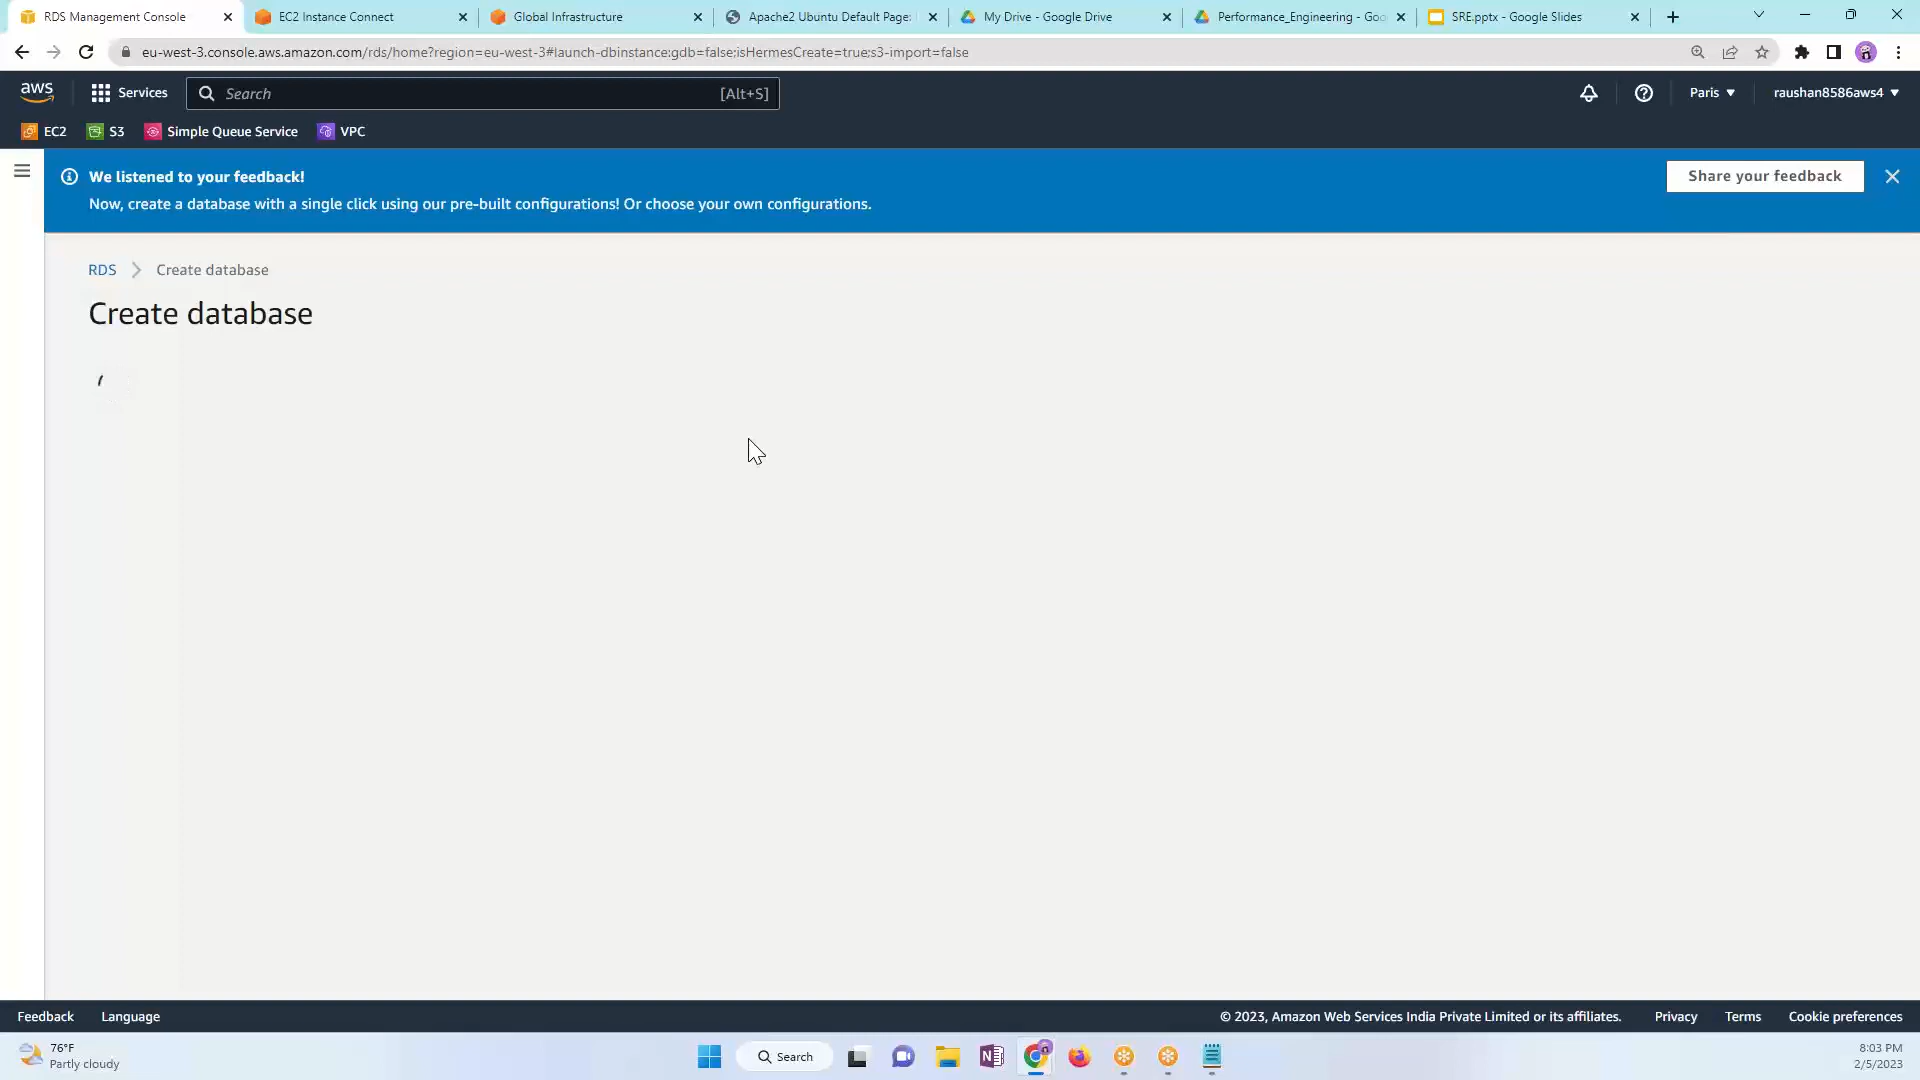 RDS Management Console
EC2 Instance Connect
Global Infrastructure
Apache2 Ubuntu Default Page:
My Drive - Google Drive
Performance_Engineering - Goo
SRE.pptx - Google Slides
eu-west-3.console.aws.amazon.com/rds/home?region=eu-west-3#launch-dbinstance:gdb=false;isHermesCreate=true;s3-import=false
aws
Services
Search
[Alt+S]
Paris
raushan8586aws4
EC2
S3
Simple Queue Service
VPC
We listened to your feedback!
Now, create a database with a single click using our pre-built configurations! Or choose your own configurations.
Share your feedback
RDS
Create database
Create database
Feedback
Language
© 2023, Amazon Web Services India Private Limited or its affiliates.
Privacy
Terms
Cookie preferences
76°F
Partly cloudy
Search
8:03 PM
2/5/2023